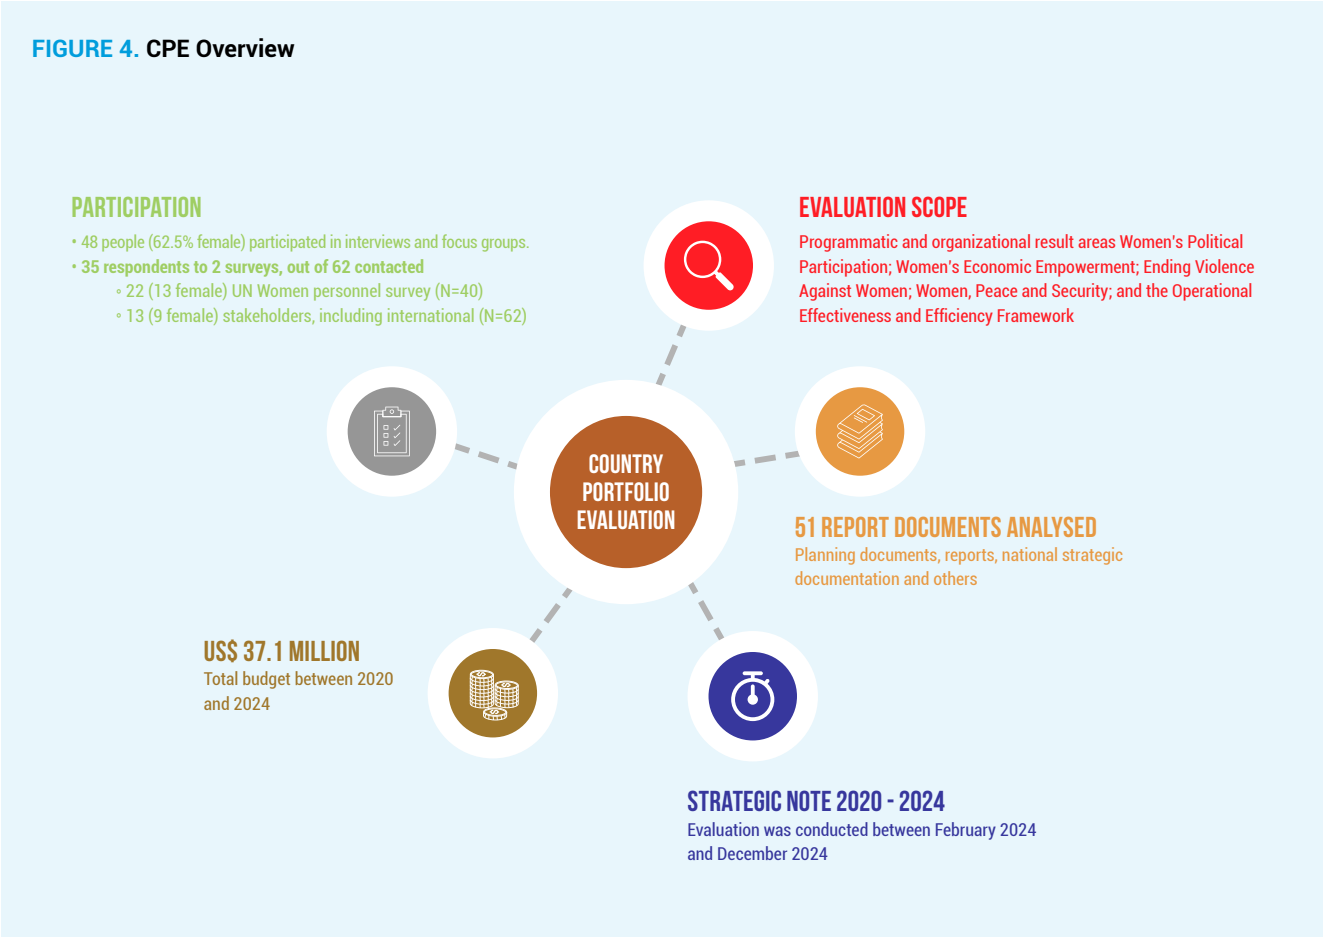 FIGURE 4. CPE Overview
PARTICIPATION
• 48 people (62.5% female) participated in interviews and focus groups.
• 35 respondents to 2 surveys, out of 62 contacted
◦ 22 (13 female) UN Women personnel survey (N=40)
◦ 13 (9 female) stakeholders, including international (N=62)
EVALUATION SCOPE
Programmatic and organizational result areas Women's Political
Participation; Women's Economic Empowerment; Ending Violence
Against Women; Women, Peace and Security; and the Operational
Effectiveness and Efficiency Framework
COUNTRY
PORTFOLIO
EVALUATION
51 REPORT DOCUMENTS ANALYSED
Planning documents, reports, national strategic
documentation and others
US$ 37.1 MILLION
Total budget between 2020
and 2024
STRATEGIC NOTE 2020 - 2024
Evaluation was conducted between February 2024
and December 2024